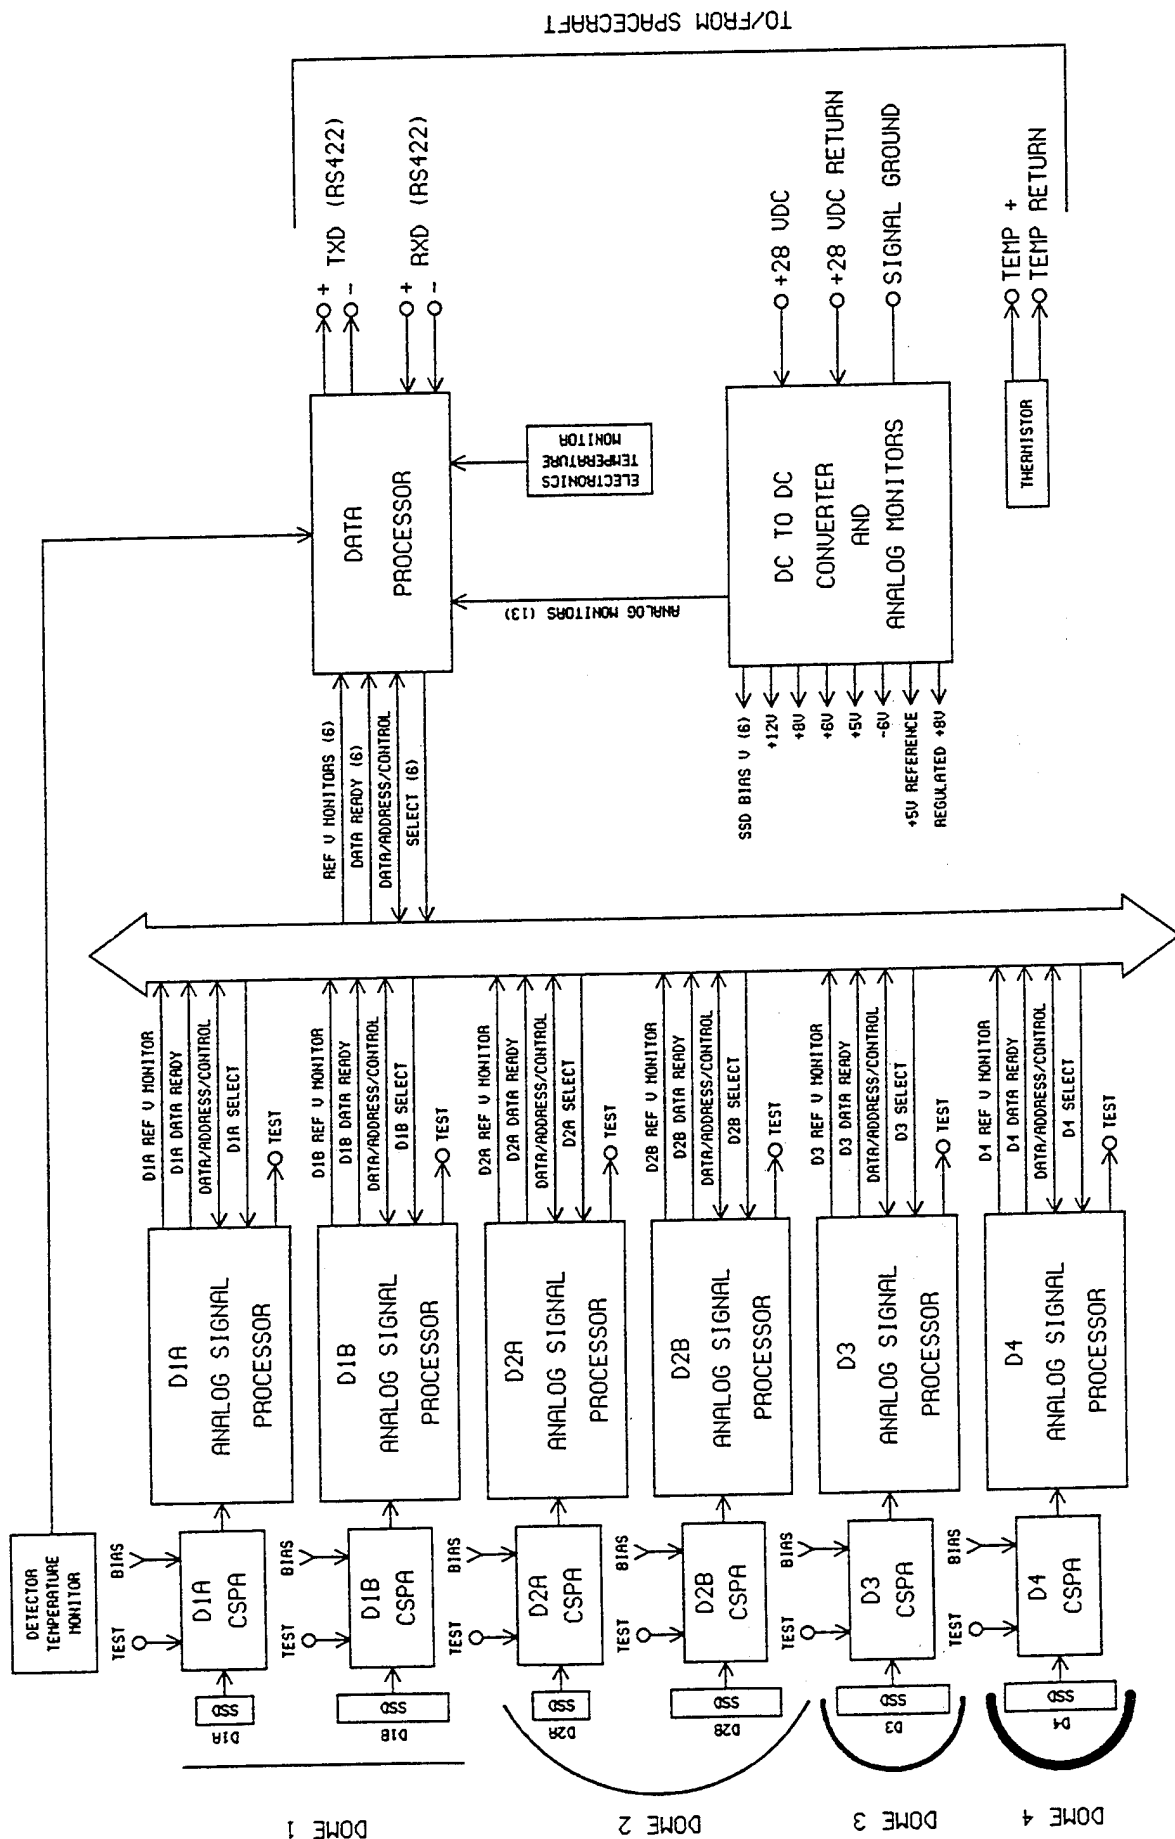 DETECTOR
TEMPERATURE
MONITOR
DOME 1
D1A
SSD
TEST
BIAS
D1A
CSPA
D1A
ANALOG SIGNAL
PROCESSOR
D1A REF V MONITOR
D1A DATA READY
DATA/ADDRESS/CONTROL
D1A SELECT
TEST
D1B
SSD
TEST
BIAS
D1B
CSPA
D1B
ANALOG SIGNAL
PROCESSOR
D1B REF V MONITOR
D1B DATA READY
DATA/ADDRESS/CONTROL
D1B SELECT
TEST
DOME 2
D2A
SSD
TEST
BIAS
D2A
CSPA
D2A
ANALOG SIGNAL
PROCESSOR
D2A REF V MONITOR
D2A DATA READY
DATA/ADDRESS/CONTROL
D2A SELECT
TEST
D2B
SSD
TEST
BIAS
D2B
CSPA
D2B
ANALOG SIGNAL
PROCESSOR
D2B REF V MONITOR
D2B DATA READY
DATA/ADDRESS/CONTROL
D2B SELECT
TEST
DOME 3
D3
SSD
TEST
BIAS
D3
CSPA
D3
ANALOG SIGNAL
PROCESSOR
D3 REF V MONITOR
D3 DATA READY
DATA/ADDRESS/CONTROL
D3 SELECT
TEST
DOME 4
D4
SSD
TEST
BIAS
D4
CSPA
D4
ANALOG SIGNAL
PROCESSOR
D4 REF V MONITOR
D4 DATA READY
DATA/ADDRESS/CONTROL
D4 SELECT
TEST
REF V MONITORS (6)
DATA READY (6)
DATA/ADDRESS/CONTROL
SELECT (6)
DATA
PROCESSOR
+
TXD (RS422)
-
+
RXD (RS422)
-
ELECTRONICS
TEMPERATURE
MONITOR
ANALOG MONITORS (13)
SSD BIAS V (6)
+12V
+8V
+6V
+5V
-6V
+5V REFERENCE
REGULATED +8V
DC TO DC
CONVERTER
AND
ANALOG MONITORS
+28 VDC
+28 VDC RETURN
SIGNAL GROUND
THERMISTOR
TEMP +
TEMP RETURN
TO/FROM SPACECRAFT